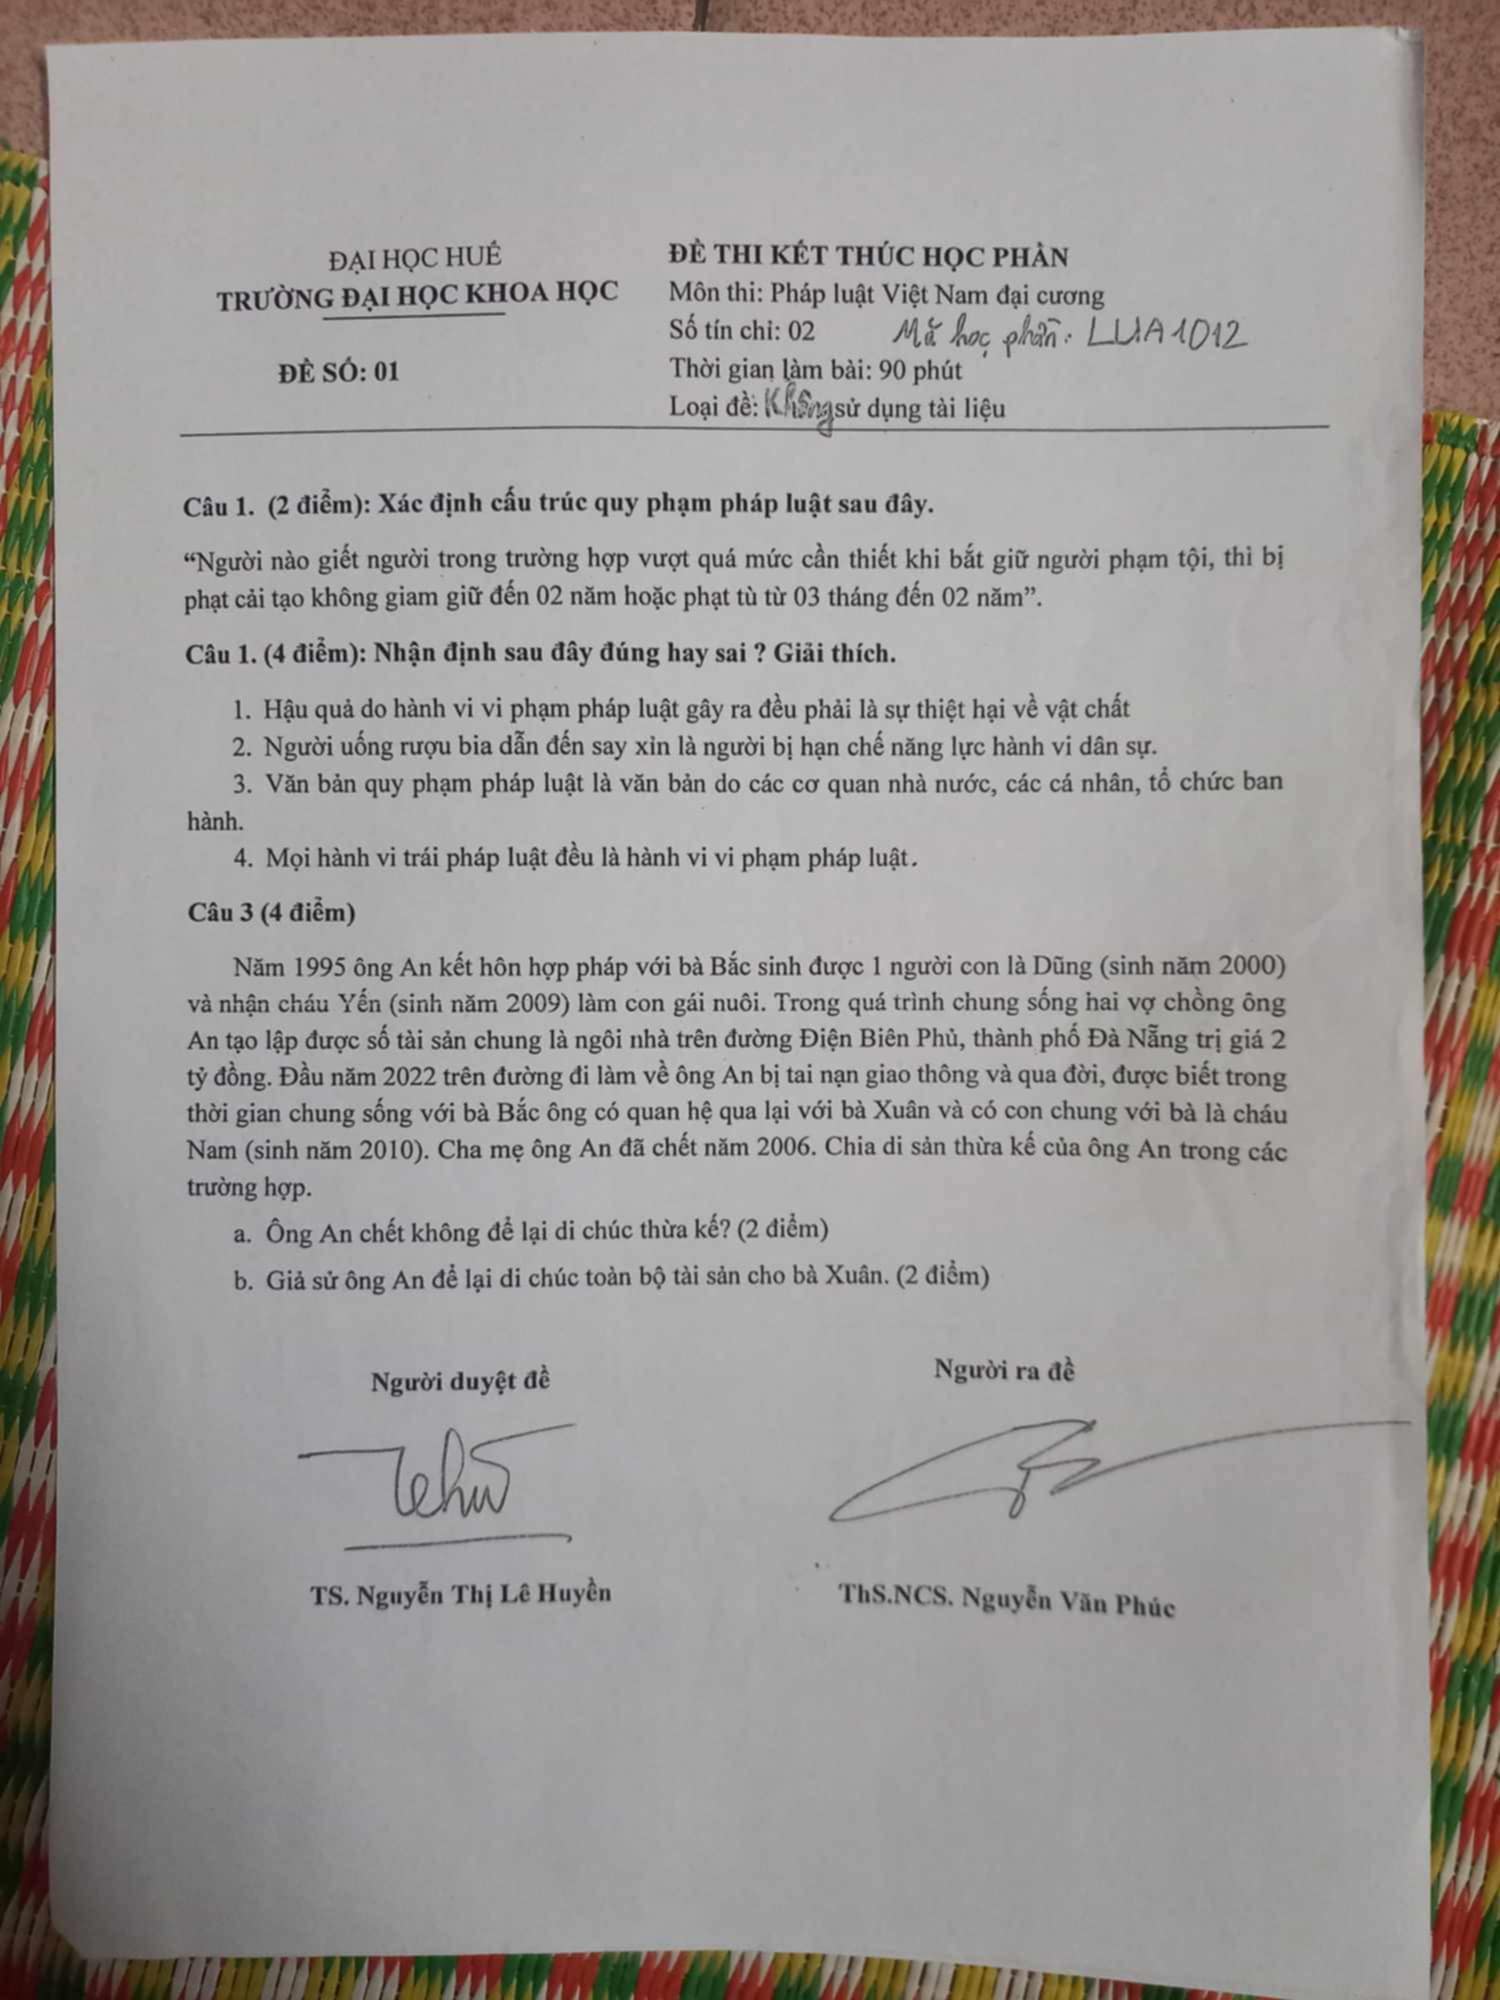 ĐẠI HỌC HUẾ
TRƯỜNG ĐẠI HỌC KHOA HỌC
ĐỀ SỐ: 01
ĐỀ THI KẾT THÚC HỌC PHẦN
Môn thi: Pháp luật Việt Nam đại cương
Số tín chỉ: 02 Mã học phần: LUA1012
Thời gian làm bài: 90 phút
Loại đề: Không sử dụng tài liệu
Câu 1. (2 điểm): Xác định cấu trúc quy phạm pháp luật sau đây.
“Người nào giết người trong trường hợp vượt quá mức cần thiết khi bắt giữ người phạm tội, thì bị
phạt cải tạo không giam giữ đến 02 năm hoặc phạt tù từ 03 tháng đến 02 năm”.
Câu 1. (4 điểm): Nhận định sau đây đúng hay sai ? Giải thích.
1. Hậu quả do hành vi vi phạm pháp luật gây ra đều phải là sự thiệt hại về vật chất
2. Người uống rượu bia dẫn đến say xỉn là người bị hạn chế năng lực hành vi dân sự.
3. Văn bản quy phạm pháp luật là văn bản do các cơ quan nhà nước, các cá nhân, tổ chức ban
hành.
4. Mọi hành vi trái pháp luật đều là hành vi vi phạm pháp luật.
Câu 3 (4 điểm)
Năm 1995 ông An kết hôn hợp pháp với bà Bắc sinh được 1 người con là Dũng (sinh năm 2000)
và nhận cháu Yến (sinh năm 2009) làm con gái nuôi. Trong quá trình chung sống hai vợ chồng ông
An tạo lập được số tài sản chung là ngôi nhà trên đường Điện Biên Phủ, thành phố Đà Nẵng trị giá 2
tỷ đồng. Đầu năm 2022 trên đường đi làm về ông An bị tai nạn giao thông và qua đời, được biết trong
thời gian chung sống với bà Bắc ông có quan hệ qua lại với bà Xuân và có con chung với bà là cháu
Nam (sinh năm 2010). Cha mẹ ông An đã chết năm 2006. Chia di sản thừa kế của ông An trong các
trường hợp.
a. Ông An chết không để lại di chúc thừa kế? (2 điểm)
b. Giả sử ông An để lại di chúc toàn bộ tài sản cho bà Xuân. (2 điểm)
Người duyệt đề
TS. Nguyễn Thị Lê Huyền
Người ra đề
ThS.NCS. Nguyễn Văn Phúc